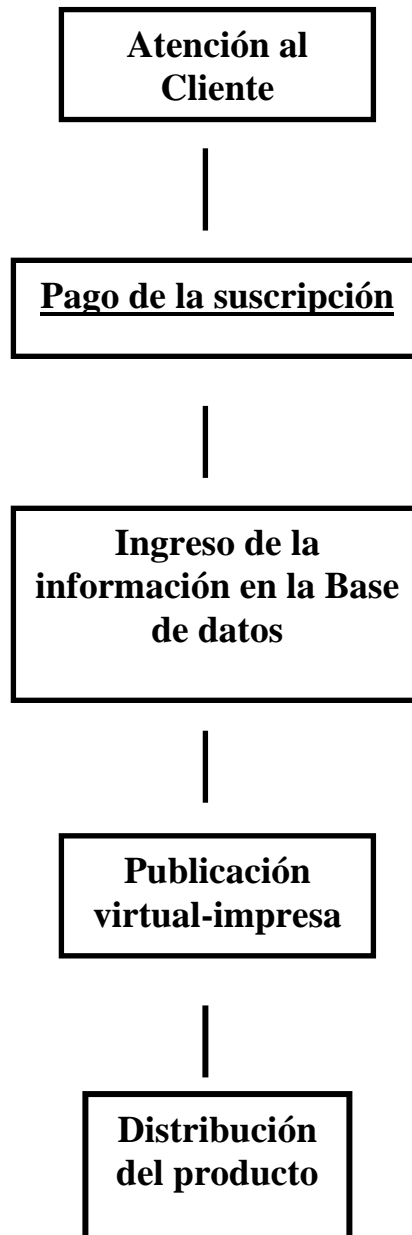 Atención al
Cliente
Pago de la suscripción
Ingreso de la
información en la Base
de datos
Publicación
virtual-impresa
Distribución
del producto